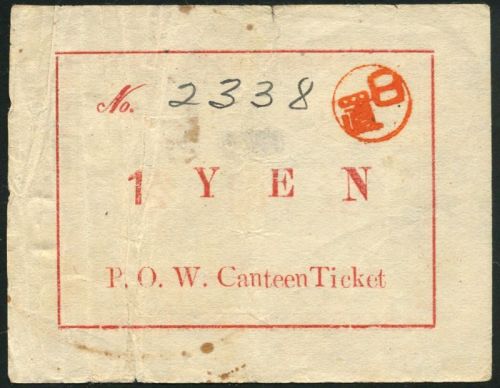 No. 2338
1 YEN
P. O. W. Canteen Ticket